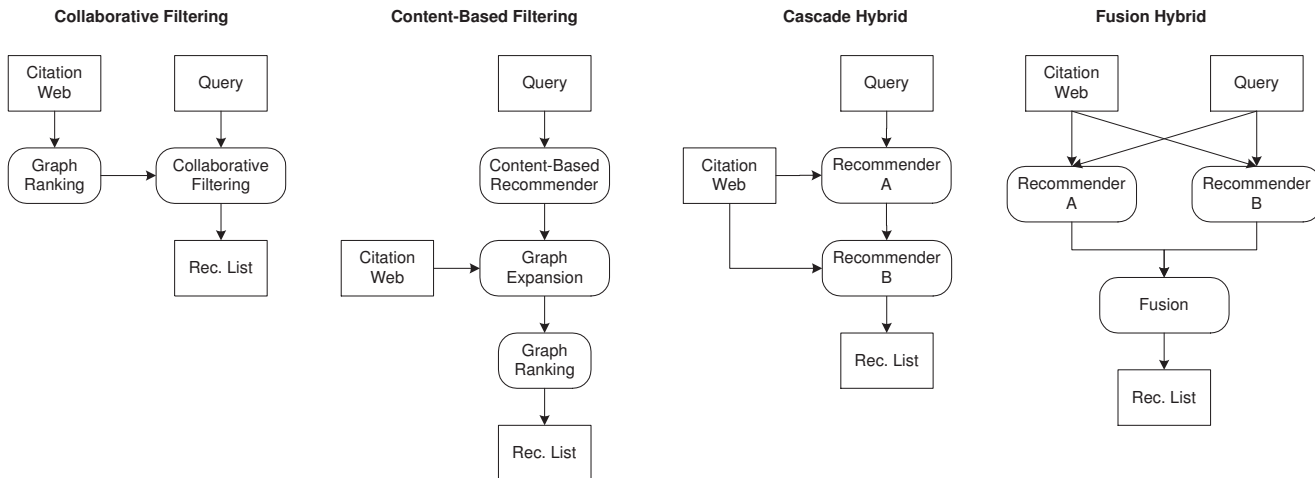 Collaborative Filtering
Citation
Web
Query
Graph
Ranking
Collaborative
Filtering
Rec. List
Content-Based Filtering
Query
Content-Based
Recommender
Citation
Web
Graph
Expansion
Graph
Ranking
Rec. List
Cascade Hybrid
Query
Citation
Web
Recommender
A
Recommender
B
Rec. List
Fusion Hybrid
Citation
Web
Query
Recommender
A
Recommender
B
Fusion
Rec. List